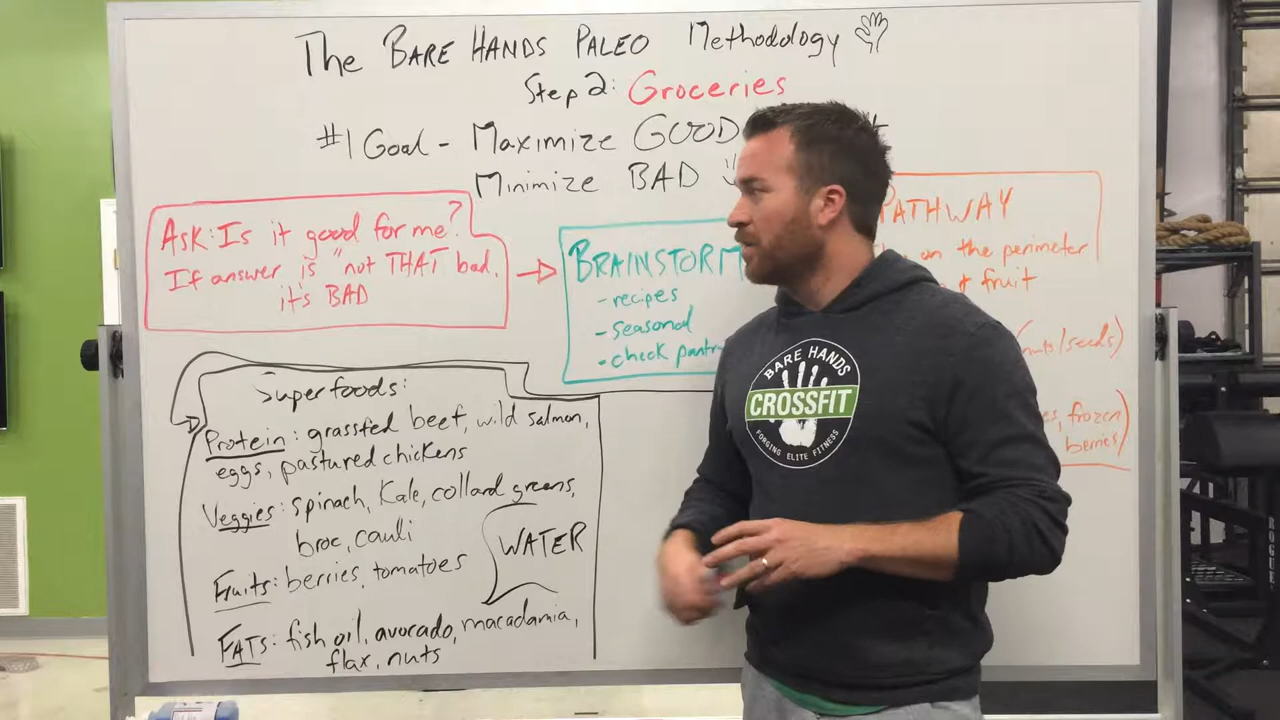 The BARE HANDS PALEO Methodology
Step 2: Groceries
#1 Goal - Maximize GOOD
Minimize BAD
ASK: Is it good for me?
If answer is "not THAT bad,
it's BAD
BRAINSTORM
- recipes
- seasonal
- check pantry
PATHWAY
on the perimeter
fruit
(nuts/seeds)
frozen
berries)
Superfoods:
Protein: grassfed beef, wild salmon,
eggs, pastured chickens
Veggies: spinach, Kale, collard greens,
broc, cauli
WATER
Fruits: berries, tomatoes
FATS: fish oil, avocado, macadamia,
flax, nuts
BARE HANDS
CROSSFIT
FORGING ELITE FITNESS
ROGUE